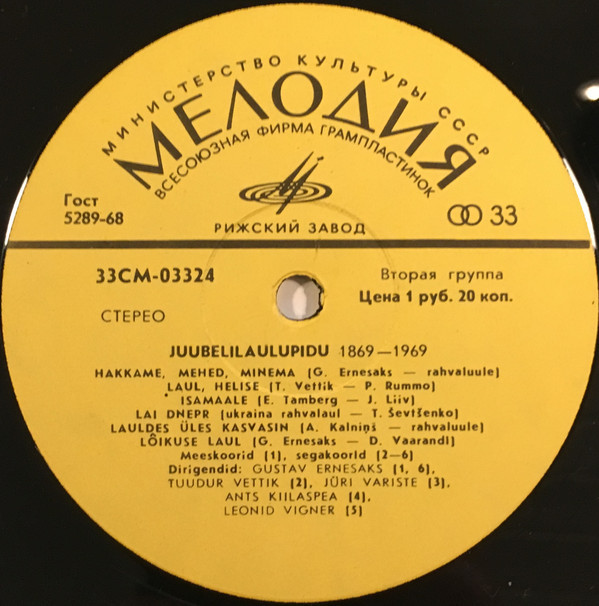 МИНИСТЕРСТВО КУЛЬТУРЫ СССР
МЕЛОДИЯ
ВСЕСОЮЗНАЯ ФИРМА ГРАМПЛАСТИНОК
Гост
5289-68
33
РИЖСКИЙ ЗАВОД
33СМ-03324
Вторая группа
Цена 1 руб. 20 коп.
СТЕРЕО
JUUBELILAULUPIDU 1869—1969
HAKKAME, MEHED, MINEMA (G. Ernesaks — rahvaluule)
LAUL, HELISE (T. Vettik — P. Rummo)
ISAMAALE (E. Tamberg — J. Liiv)
LAI DNEPR (ukraina rahvalaul — T. Ševtšenko)
LAULDES ÜLES KASVASIN (A. Kalniņš — rahvaluule)
LÕIKUSE LAUL (G. Ernesaks — D. Vaarandi)
Meeskoorid (1), segakoorid (2—6)
Dirigendid: GUSTAV ERNESAKS (1, 6),
TUUDUR VETTIK (2), JÜRI VARISTE (3),
ANTS KIILASPEA (4),
LEONID VIGNER (5)